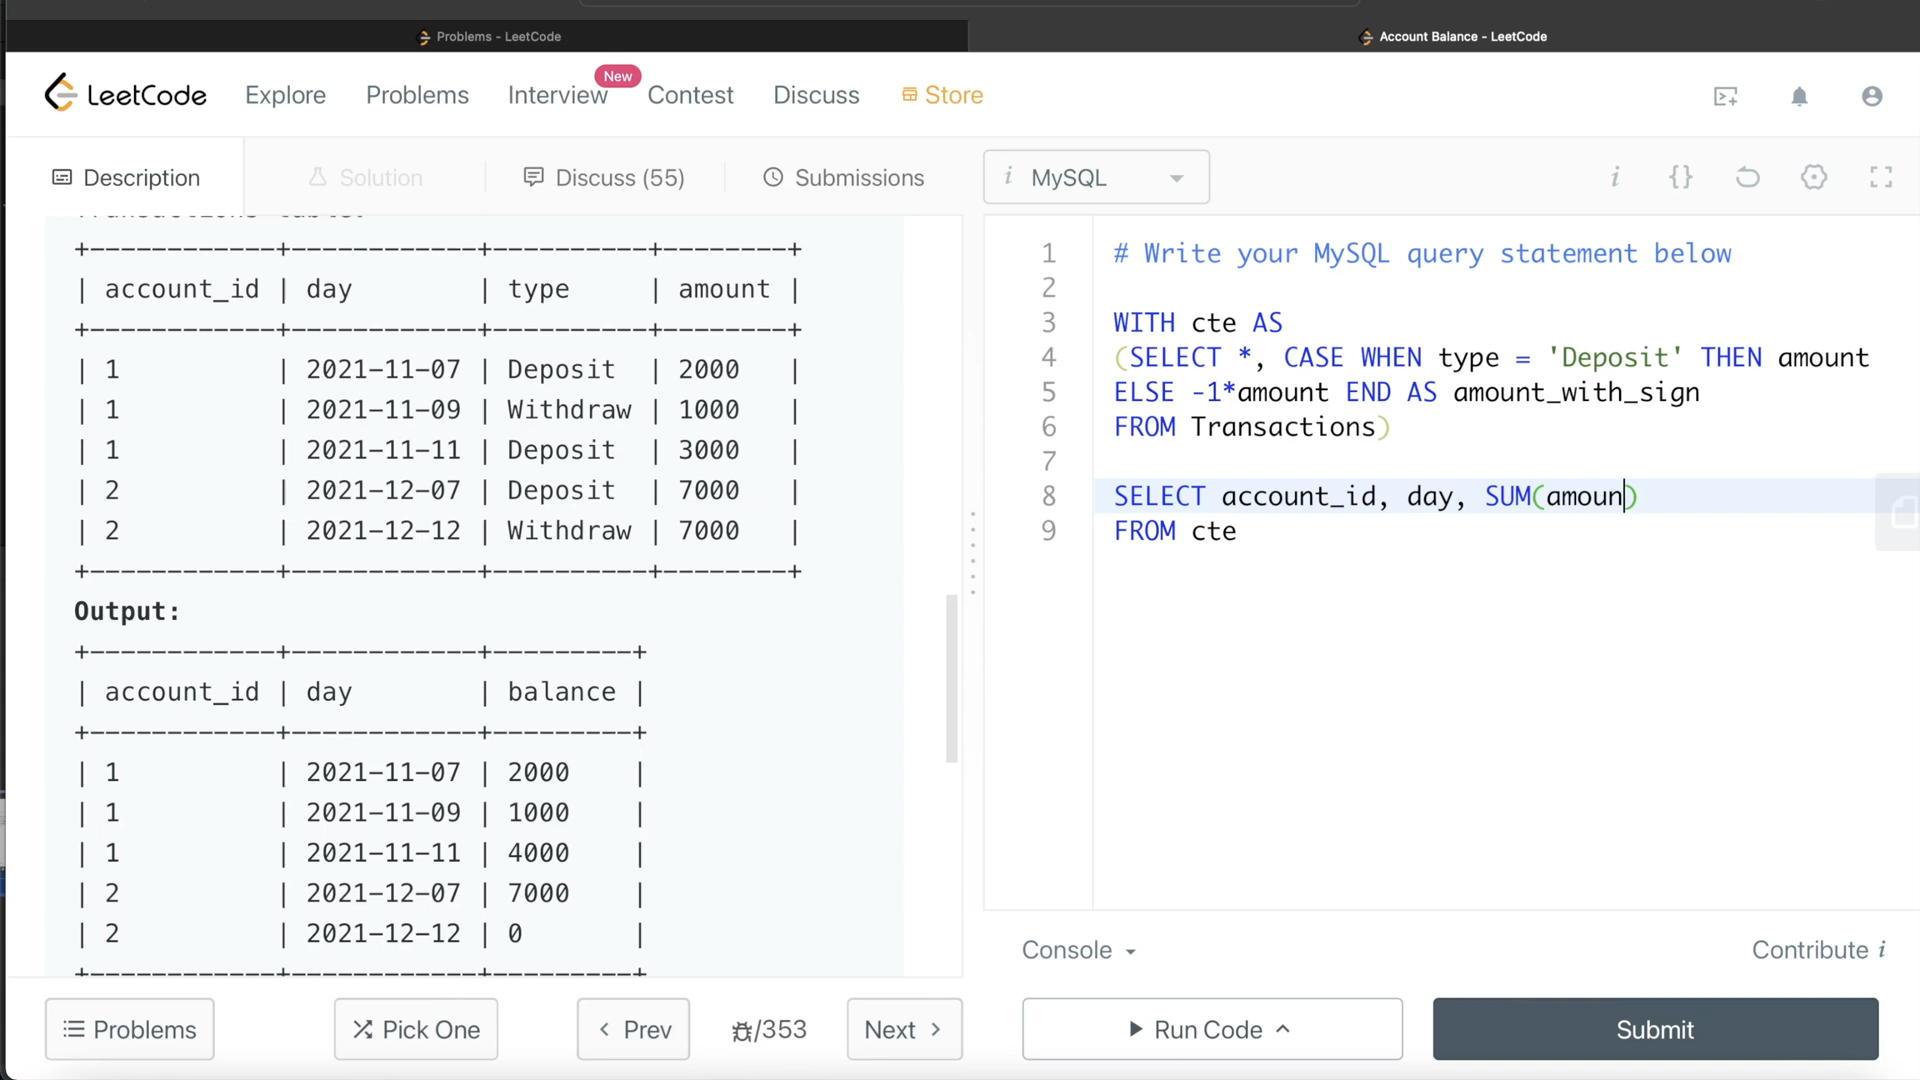 Problems - LeetCode
Account Balance - LeetCode
LeetCode Explore Problems Interview New Contest Discuss Store
Description Solution Discuss (55) Submissions
Transactions table:
+------------+------------+----------+--------+
| account_id | day        | type     | amount |
+------------+------------+----------+--------+
| 1          | 2021-11-07 | Deposit  | 2000   |
| 1          | 2021-11-09 | Withdraw | 1000   |
| 1          | 2021-11-11 | Deposit  | 3000   |
| 2          | 2021-12-07 | Deposit  | 7000   |
| 2          | 2021-12-12 | Withdraw | 7000   |
+------------+------------+----------+--------+
Output:
+------------+------------+---------+
| account_id | day        | balance |
+------------+------------+---------+
| 1          | 2021-11-07 | 2000    |
| 1          | 2021-11-09 | 1000    |
| 1          | 2021-11-11 | 4000    |
| 2          | 2021-12-07 | 7000    |
| 2          | 2021-12-12 | 0       |
+------------+------------+---------+
Problems Pick One < Prev /353 Next >
i MySQL
i {}
1 # Write your MySQL query statement below
2
3 WITH cte AS
4 (SELECT *, CASE WHEN type = 'Deposit' THEN amount
5 ELSE -1*amount END AS amount_with_sign
6 FROM Transactions)
7
8 SELECT account_id, day, SUM(amoun)
9 FROM cte
Console
Contribute i
Run Code
Submit